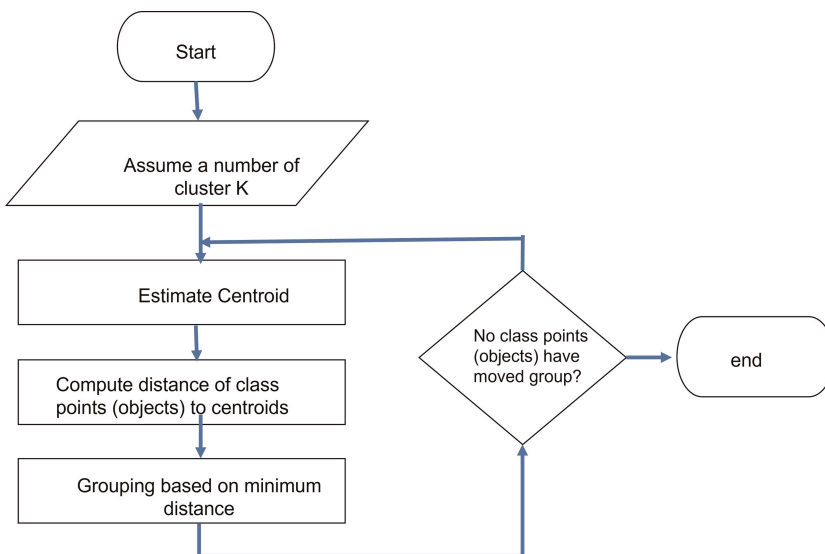 Start
Assume a number of
cluster K
Estimate Centroid
Compute distance of class
points (objects) to centroids
Grouping based on minimum
distance
No class points
(objects) have
moved group?
end